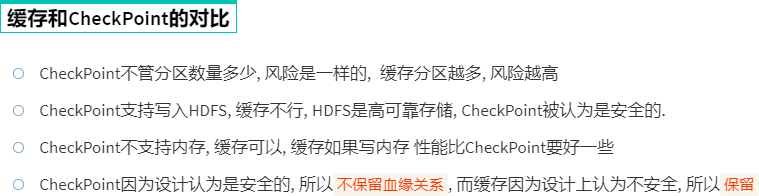 缓存和CheckPoint的对比
CheckPoint不管分区数量多少, 风险是一样的, 缓存分区越多, 风险越高
CheckPoint支持写入HDFS, 缓存不行, HDFS是高可靠存储, CheckPoint被认为是安全的.
CheckPoint不支持内存, 缓存可以, 缓存如果写内存 性能比CheckPoint要好一些
CheckPoint因为设计认为是安全的, 所以 不保留血缘关系 , 而缓存因为设计上认为不安全, 所以 保留